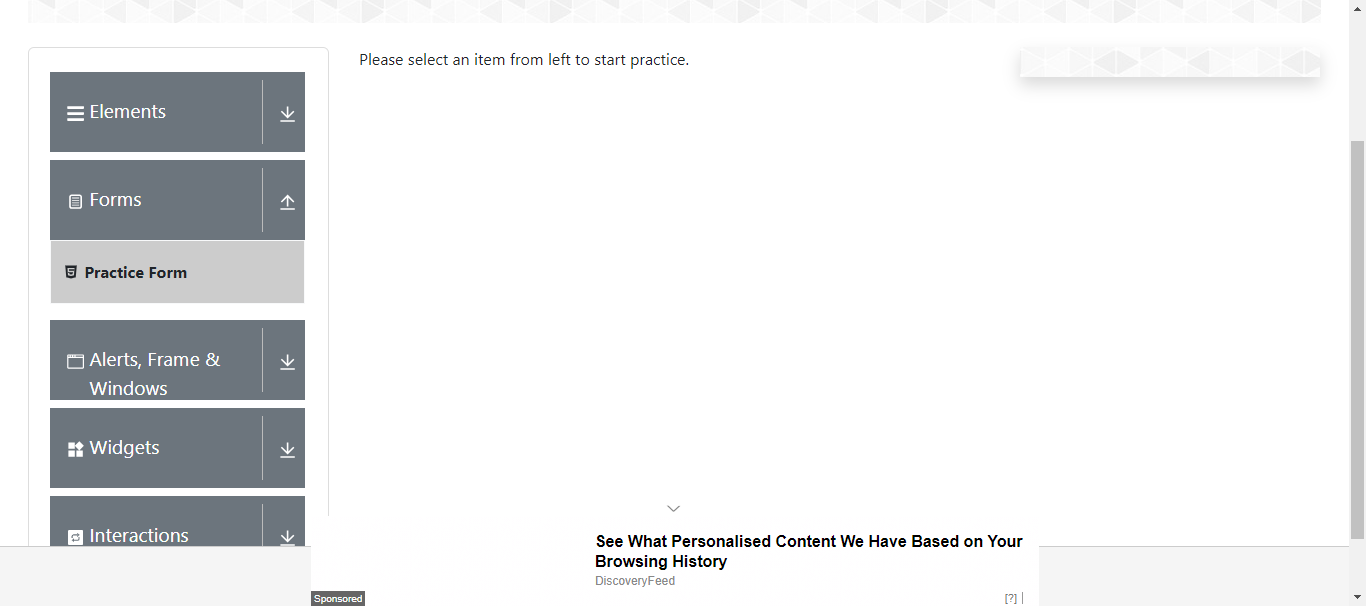 Please select an item from left to start practice.
Elements
Forms
Practice Form
Alerts, Frame &
Windows
Widgets
Interactions
See What Personalised Content We Have Based on Your
Browsing History
DiscoveryFeed
Sponsored
[?]